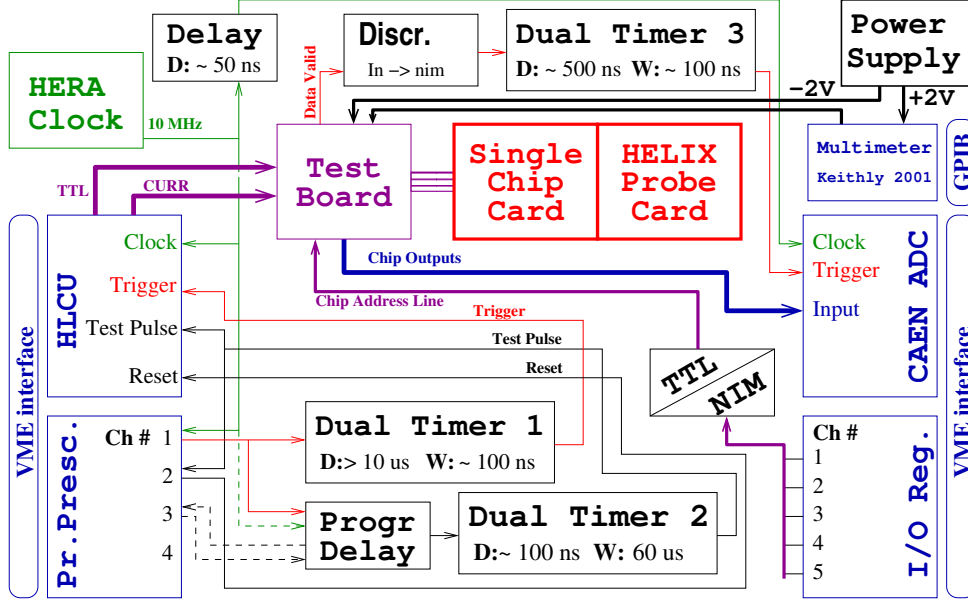 Delay
D: ~ 50 ns
Discr.
In -> nim
Dual Timer 3
D: ~ 500 ns W: ~ 100 ns
Power
Supply
HERA
Clock
10 MHz
Data Valid
-2V
+2V
Test
Board
Single
Chip
Card
HELIX
Probe
Card
Multimeter
Keithly 2001
GPIB
TTL
CURR
VME interface
HLCU
Clock
Trigger
Test Pulse
Reset
Chip Outputs
Chip Address Line
Trigger
Test Pulse
Reset
Clock
Trigger
Input
CAEN ADC
VME interface
TTL
NIM
Pr.Presc.
Ch # 1
2
3
4
Dual Timer 1
D:> 10 us W: ~ 100 ns
Progr
Delay
Dual Timer 2
D:~ 100 ns W: 60 us
Ch #
1
2
3
4
5
I/O Reg.